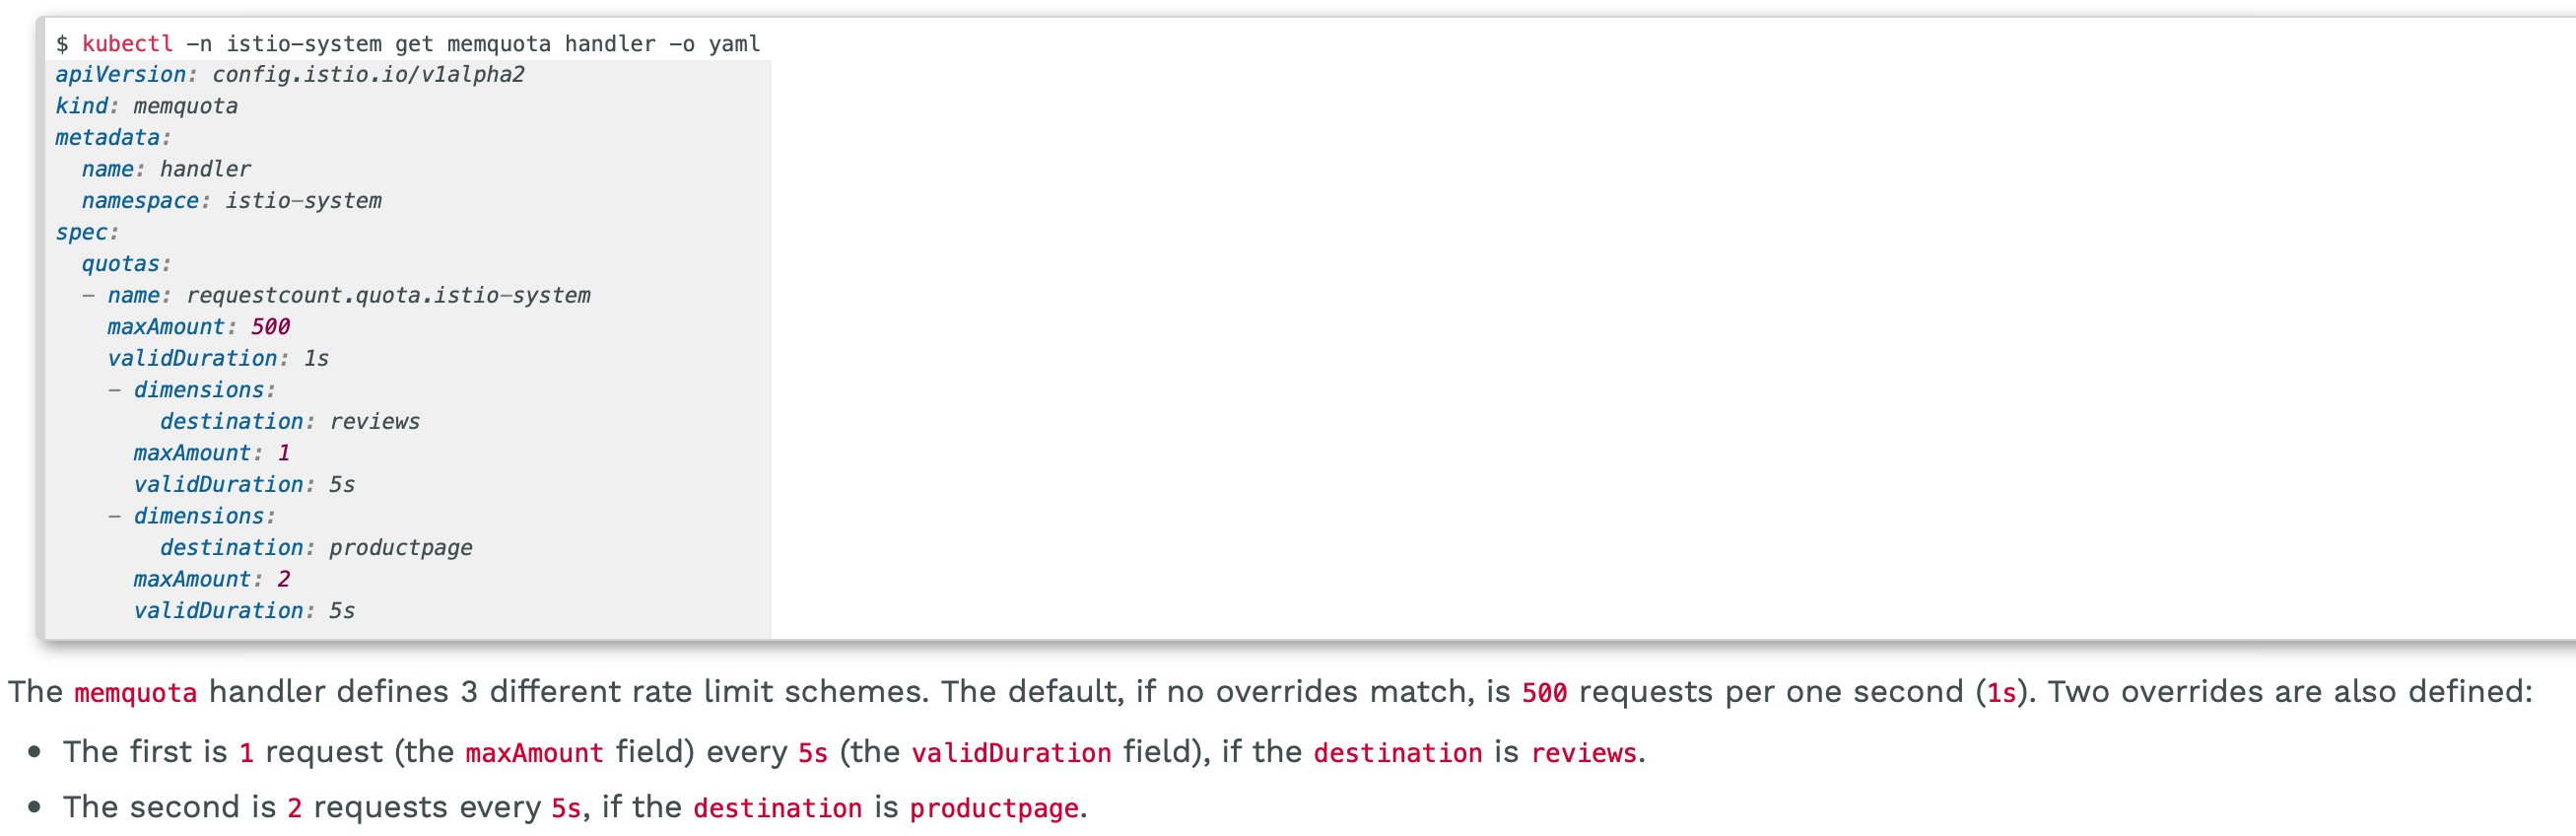 $ kubectl -n istio-system get memquota handler -o yaml
apiVersion: config.istio.io/v1alpha2
kind: memquota
metadata:
  name: handler
  namespace: istio-system
spec:
  quotas:
  - name: requestcount.quota.istio-system
    maxAmount: 500
    validDuration: 1s
    - dimensions:
        destination: reviews
      maxAmount: 1
      validDuration: 5s
    - dimensions:
        destination: productpage
      maxAmount: 2
      validDuration: 5s
The memquota handler defines 3 different rate limit schemes. The default, if no overrides match, is 500 requests per one second (1s). Two overrides are also defined:
• The first is 1 request (the maxAmount field) every 5s (the validDuration field), if the destination is reviews.
• The second is 2 requests every 5s, if the destination is productpage.